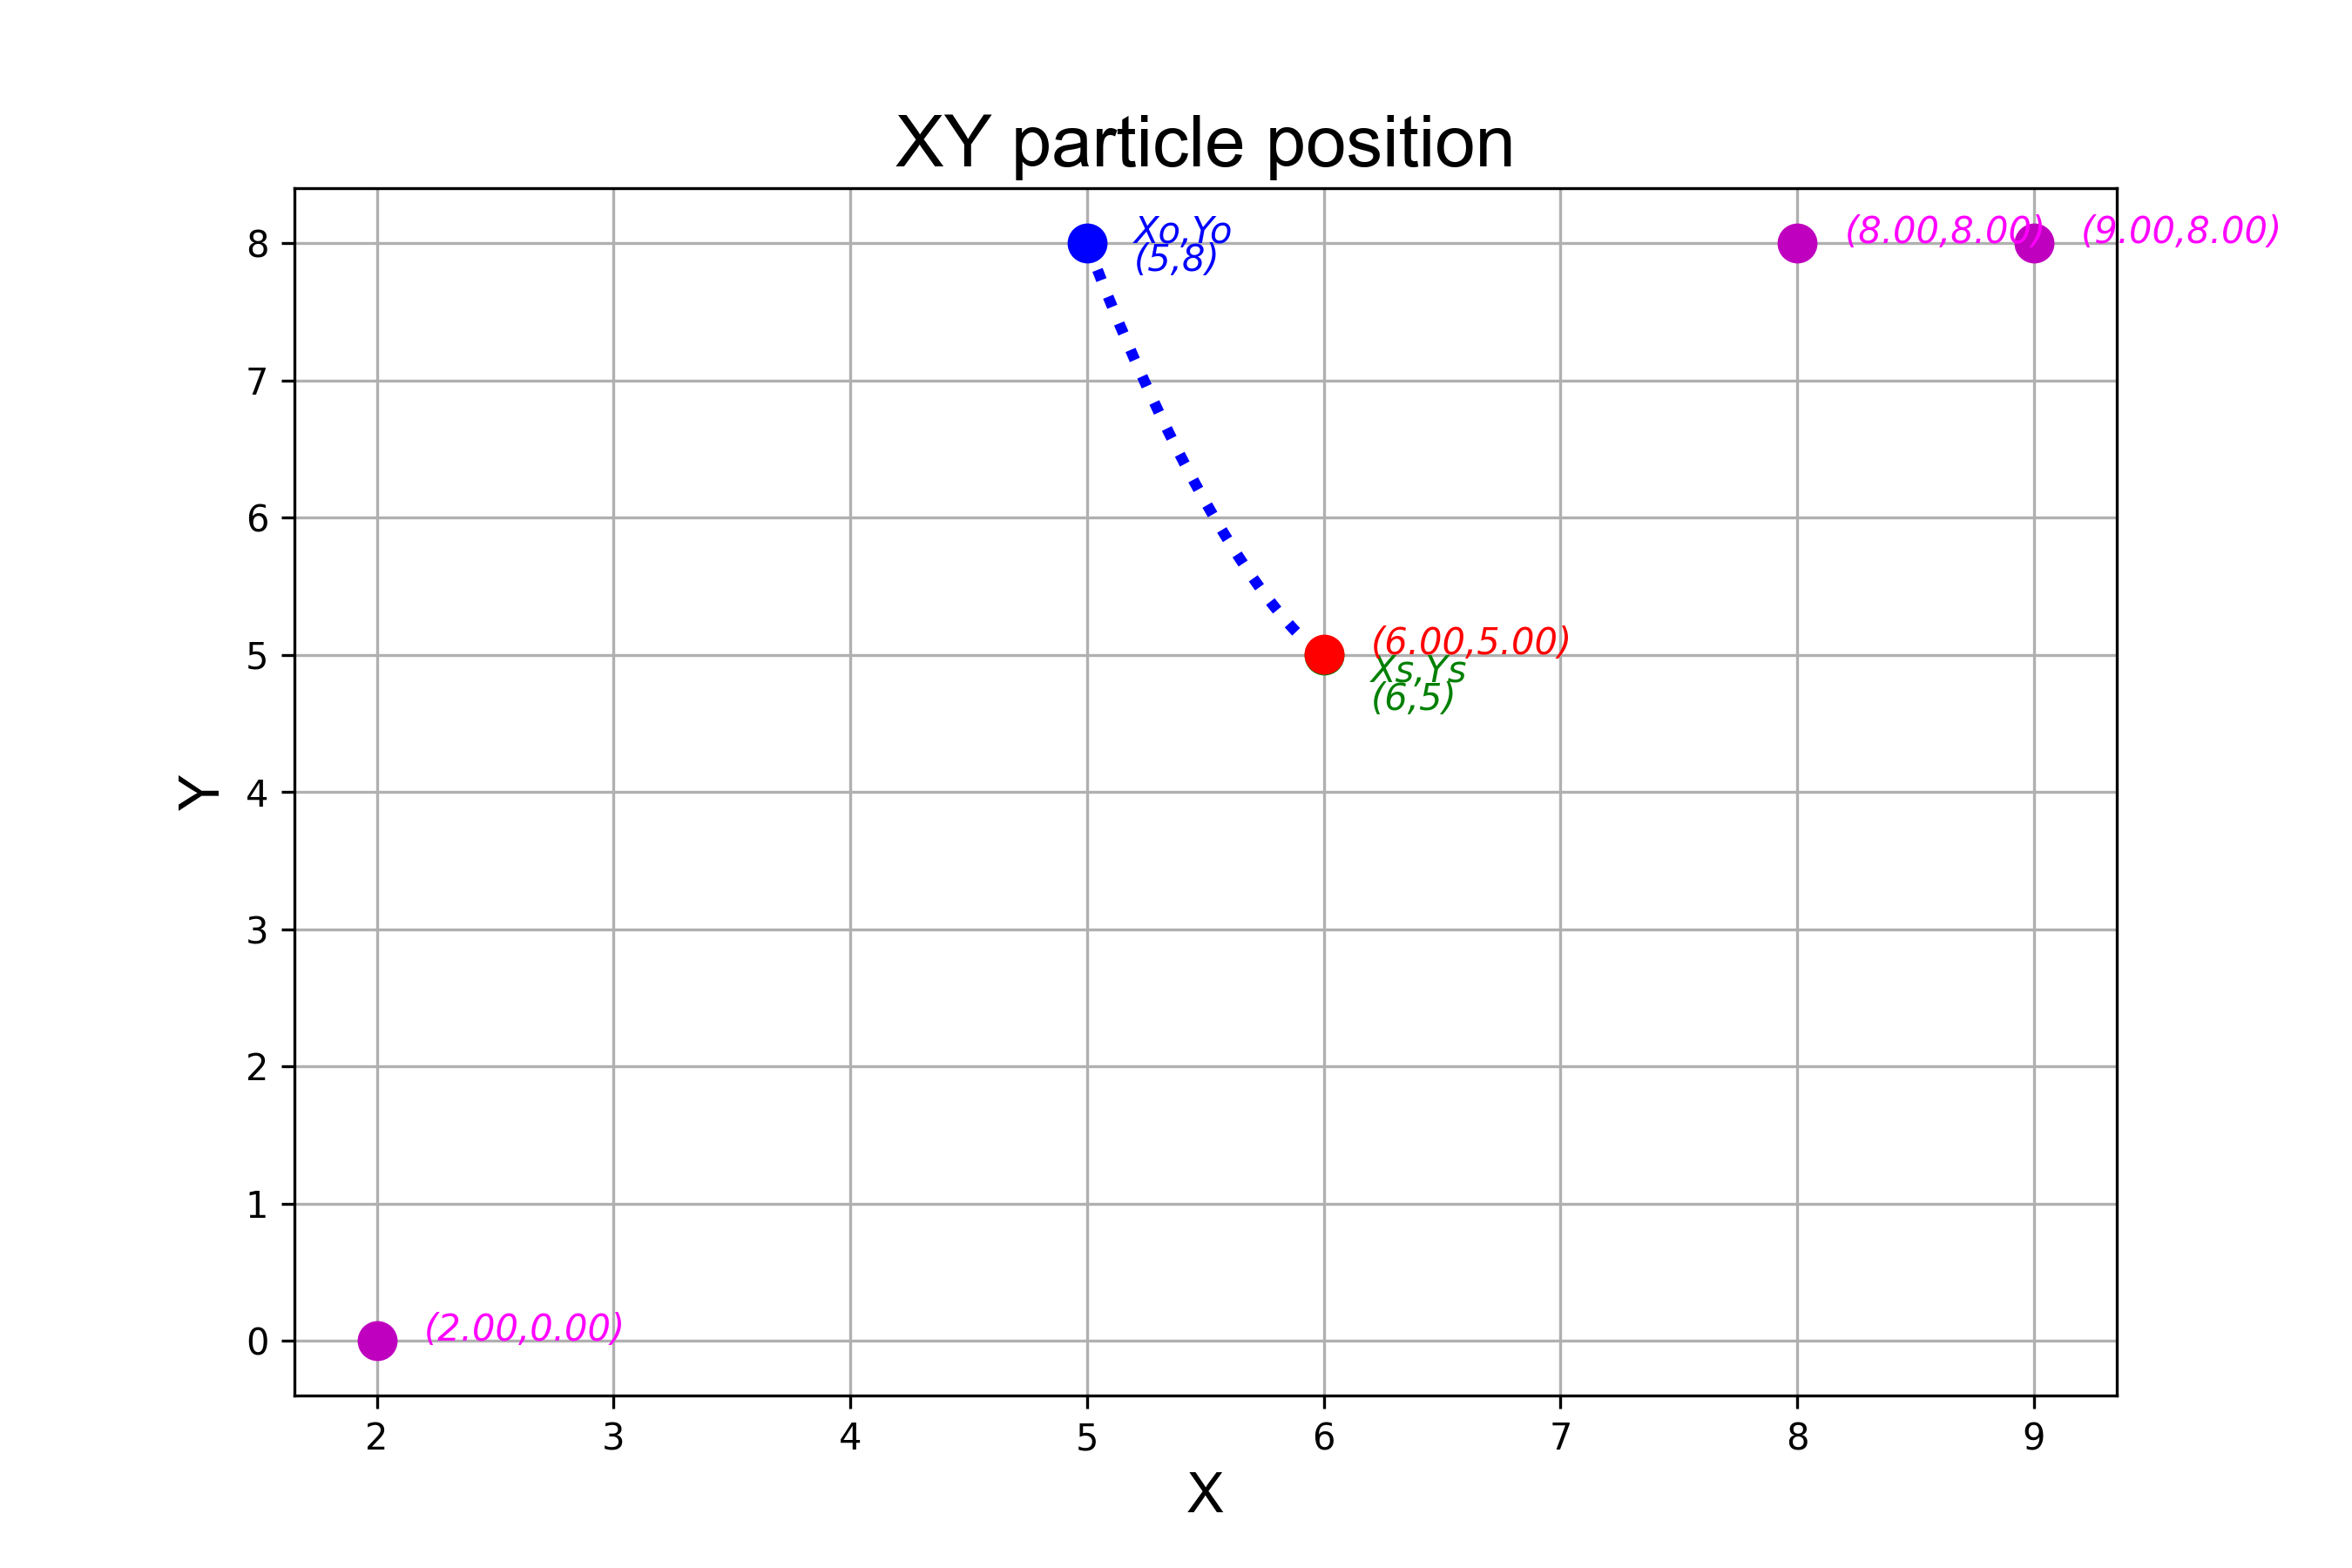 XY particle position
Xo,Yo
(5,8)
(8.00,8.00)
(9.00,8.00)
(6.00,5.00)
Xs,Ys
(6,5)
(2.00,0.00)
Y
8
7
6
5
4
3
2
1
0
2 3 4 5 6 7 8 9
X